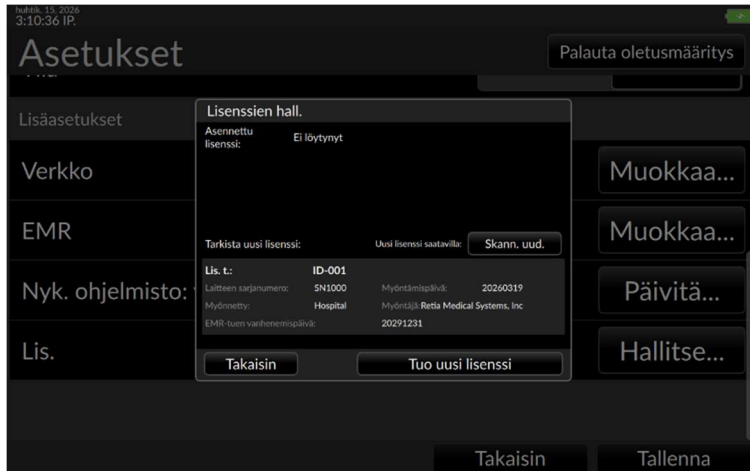 huhtik. 15, 2026
3:10:36 IP.
Asetukset
Palauta oletusmääritys
Lisäasetukset
Lisenssien hall.
Asennettu lisenssi: Ei löytynyt
Verkko
Muokkaa...
EMR
Muokkaa...
Tarkista uusi lisenssi: Uusi lisenssi saatavilla: Skann. uud.
Lis. t.: ID-001
Laitteen sarjanumero: SN1000 Myöntämispäivä: 20260319
Myönnetty: Hospital Myöntäjä: Retia Medical Systems, Inc
EMR-tuen vanhenemispäivä: 20291231
Nyk. ohjelmisto:
Päivitä...
Lis.
Hallitse...
Takaisin Tuo uusi lisenssi
Takaisin Tallenna